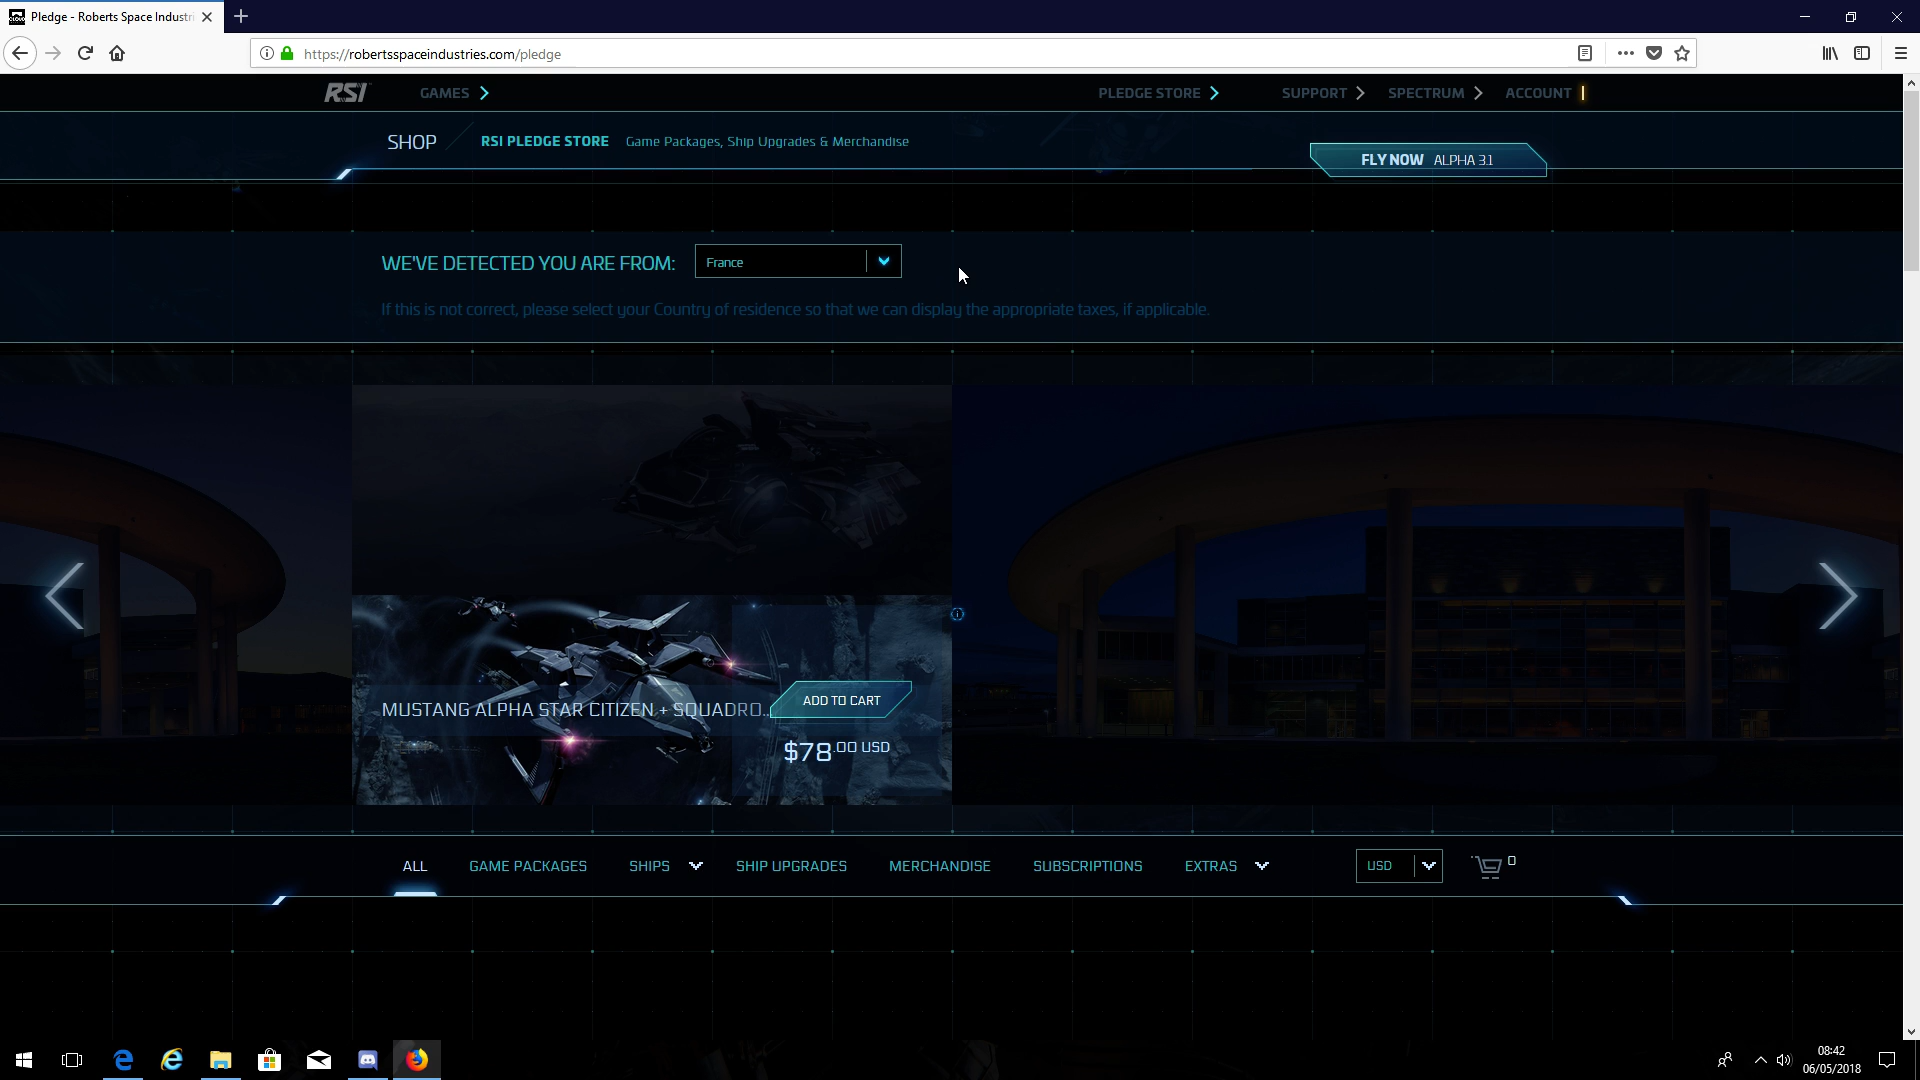 Pledge - Roberts Space Industri
https://robertsspaceindustries.com/pledge
RSI
GAMES
PLEDGE STORE
SUPPORT
SPECTRUM
ACCOUNT
SHOP
RSI PLEDGE STORE
Game Packages, Ship Upgrades & Merchandise
FLY NOW ALPHA 3.1
WE'VE DETECTED YOU ARE FROM:
France
If this is not correct, please select your Country of residence so that we can display the appropriate taxes, if applicable.
MUSTANG ALPHA STAR CITIZEN + SQUADRO...
ADD TO CART
$78.00 USD
ALL
GAME PACKAGES
SHIPS
SHIP UPGRADES
MERCHANDISE
SUBSCRIPTIONS
EXTRAS
USD
0
08:42
06/05/2018